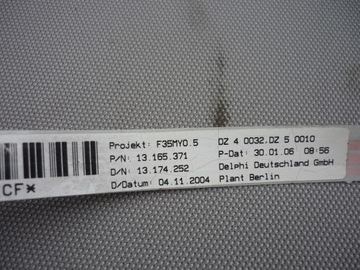 Projekt: F35MY0.5 DZ 4 0032.DZ 5 0010
P/N: 13.165.371 P-Dat: 30.01.06 08:56
D/N: 13.174.252 Delphi Deutschland GmbH
CF* D/Datum: 04.11.2004 Plant Berlin